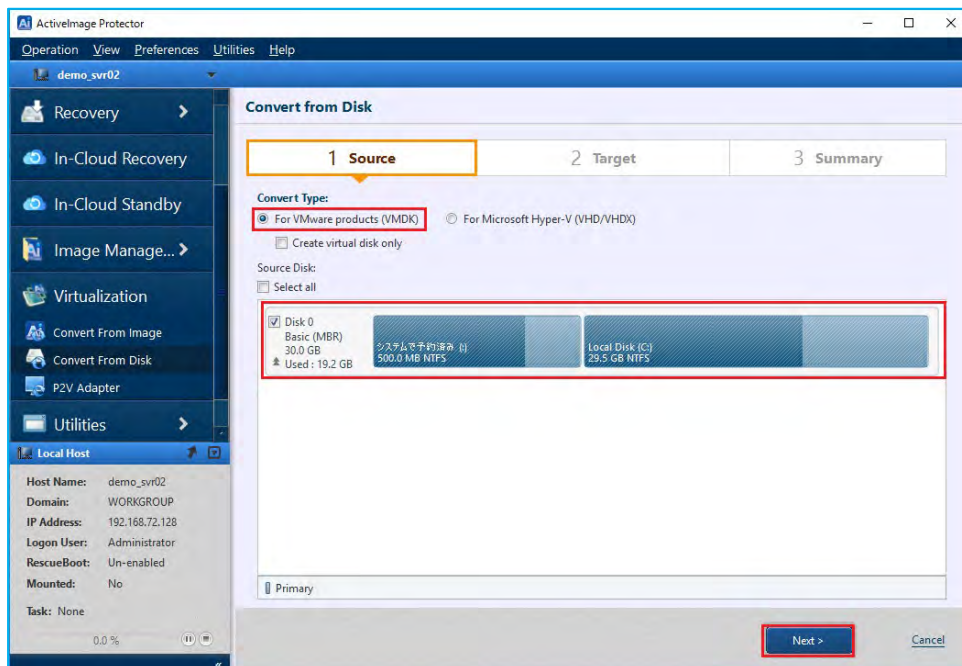 ActiveImage Protector
Operation View Preferences Utilities Help
demo_svr02
Recovery
In-Cloud Recovery
In-Cloud Standby
Image Manage...
Virtualization
Convert From Image
Convert From Disk
P2V Adapter
Utilities
Local Host
Host Name: demo_svr02
Domain: WORKGROUP
IP Address: 192.168.72.128
Logon User: Administrator
RescueBoot: Un-enabled
Mounted: No
Task: None
0.0 %
Convert from Disk
1 Source
2 Target
3 Summary
Convert Type:
For VMware products (VMDK)
For Microsoft Hyper-V (VHD/VHDX)
Create virtual disk only
Source Disk:
Select all
Disk 0
Basic (MBR)
30.0 GB
Used : 19.2 GB
システムで予約済み (:)
500.0 MB NTFS
Local Disk (C:)
29.5 GB NTFS
Primary
Next >
Cancel